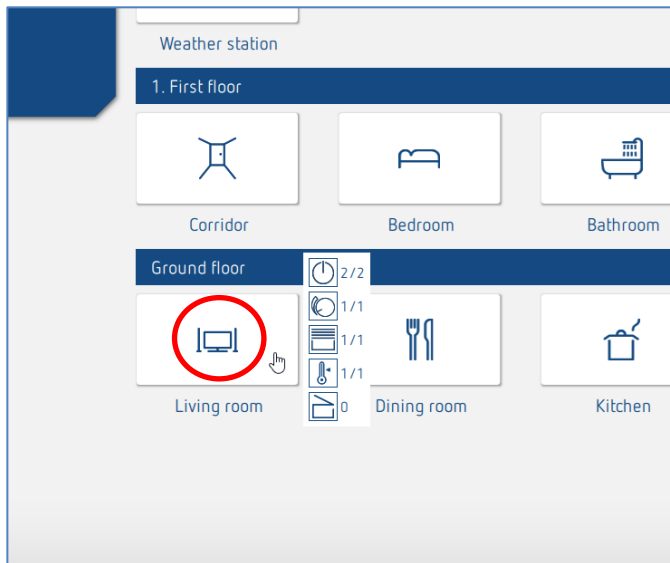 Weather station
1. First floor
Corridor Bedroom Bathroom
Ground floor
2/2
1/1
1/1
1/1
0
Living room Dining room Kitchen